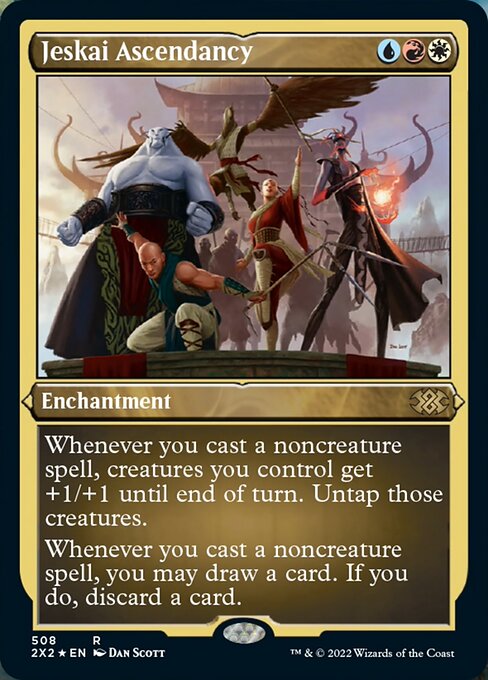 Jeskai Ascendancy
Enchantment
Whenever you cast a noncreature
spell, creatures you control get
+1/+1 until end of turn. Untap those
creatures.
Whenever you cast a noncreature
spell, you may draw a card. If you
do, discard a card.
508 R
2X2 ★ EN Dan Scott
™ & © 2022 Wizards of the Coast